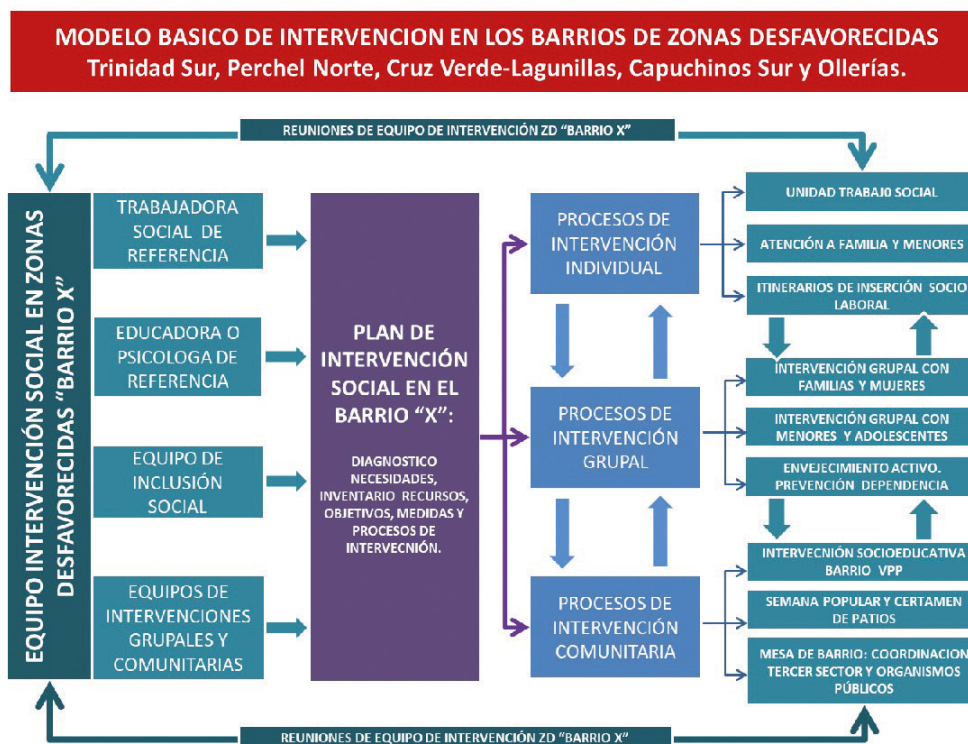 MODELO BASICO DE INTERVENCION EN LOS BARRIOS DE ZONAS DESFAVORECIDAS
Trinidad Sur, Perchel Norte, Cruz Verde-Lagunillas, Capuchinos Sur y Ollerías.
REUNIONES DE EQUIPO DE INTERVENCIÓN ZD "BARRIO X"
EQUIPO INTERVENCIÓN SOCIAL EN ZONAS
DESFAVORECIDAS "BARRIO X"
TRABAJADORA
SOCIAL DE
REFERENCIA
EDUCADORA O
PSICOLOGA DE
REFERENCIA
EQUIPO DE
INCLUSIÓN
SOCIAL
EQUIPOS DE
INTERVENCIONES
GRUPALES Y
COMUNITARIAS
PLAN DE
INTERVENCIÓN
SOCIAL EN EL
BARRIO "X":
DIAGNOSTICO
NECESIDADES,
INVENTARIO RECURSOS,
OBJETIVOS, MEDIDAS Y
PROCESOS DE
INTERVECNIÓN.
PROCESOS DE
INTERVENCIÓN
INDIVIDUAL
PROCESOS DE
INTERVENCIÓN
GRUPAL
PROCESOS DE
INTERVENCIÓN
COMUNITARIA
UNIDAD TRABAJ0 SOCIAL
ATENCIÓN A FAMILIA Y MENORES
ITINERARIOS DE INSERCIÓN SOCIO
LABORAL
INTERVENCIÓN GRUPAL CON
FAMILIAS Y MUJERES
INTERVENCIÓN GRUPAL CON
MENORES Y ADOLESCENTES
ENVEJECIMIENTO ACTIVO.
PREVENCIÓN DEPENDENCIA
INTERVECNIÓN SOCIOEDUCATIVA
BARRIO VPP
SEMANA POPULAR Y CERTAMEN
DE PATIOS
MESA DE BARRIO: COORDINACION
TERCER SECTOR Y ORGANISMOS
PÚBLICOS
REUNIONES DE EQUIPO DE INTERVENCIÓN ZD "BARRIO X"